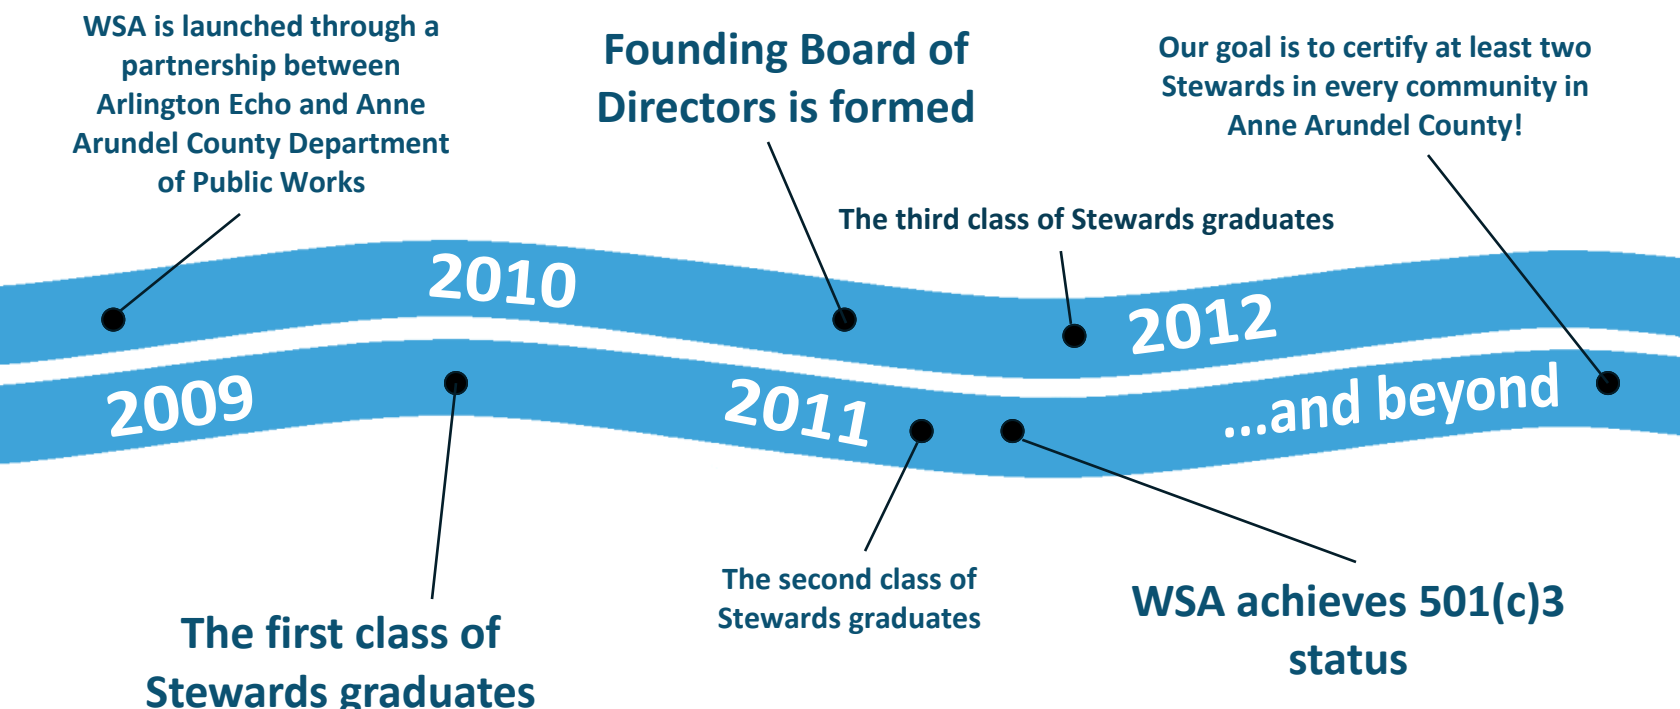 WSA is launched through a
partnership between
Arlington Echo and Anne
Arundel County Department
of Public Works
Founding Board of
Directors is formed
Our goal is to certify at least two
Stewards in every community in
Anne Arundel County!
The third class of Stewards graduates
2010
2012
2009
2011
...and beyond
The first class of
Stewards graduates
The second class of
Stewards graduates
WSA achieves 501(c)3
status